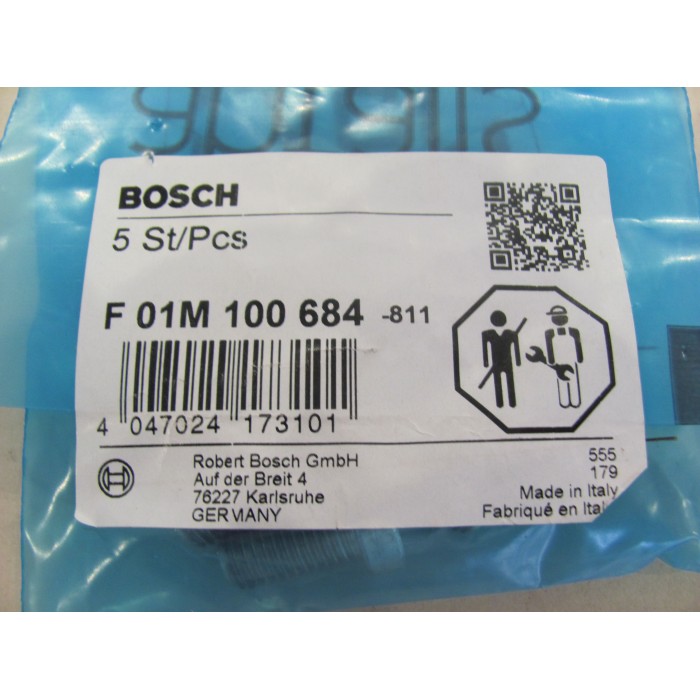 BOSCH
5 St/Pcs
F 01M 100 684 -811
4 047024 173101
Robert Bosch GmbH
Auf der Breit 4
76227 Karlsruhe
GERMANY
555
179
Made in Italy
Fabriqué en